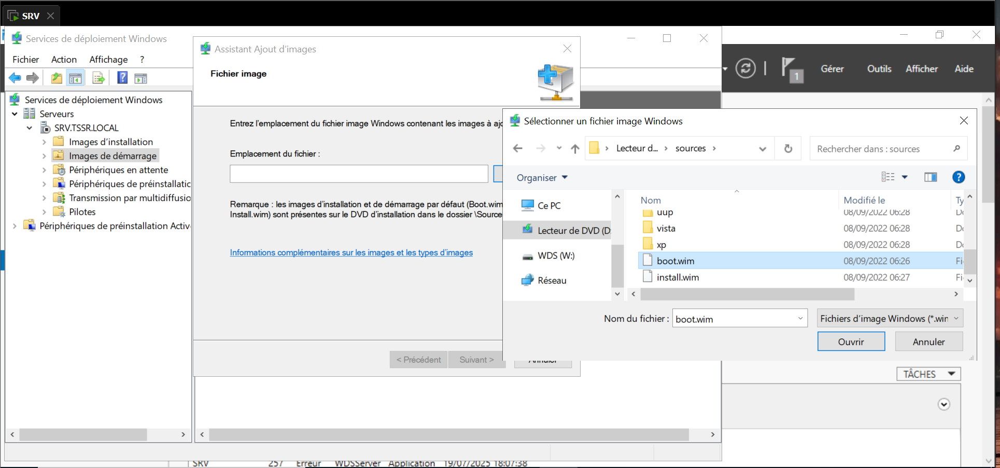 SRV
Services de déploiement Windows
Fichier Action Affichage ?
Services de déploiement Windows
Serveurs
SRV.TSSR.LOCAL
Images d'installation
Images de démarrage
Périphériques en attente
Périphériques de préinstallatic
Transmission par multidiffusio
Pilotes
Périphériques de préinstallation Activ
Assistant Ajout d'images
Fichier image
Entrez l'emplacement du fichier image Windows contenant les images à ajo
Emplacement du fichier :
Remarque : les images d'installation et de démarrage par défaut (Boot.wim
Install.wim) sont présentes sur le DVD d'installation dans le dossier \Source
Informations complémentaires sur les images et les types d'images
< Précédent Suivant > Annuler
1 Gérer Outils Afficher Aide
Sélectionner un fichier image Windows
Lecteur d... > sources >
Rechercher dans : sources
Organiser
Ce PC
Lecteur de DVD (D:
WDS (W:)
Réseau
Nom Modifié le Ty
uup 08/09/2022 06:28 Do
vista 08/09/2022 06:28 Do
xp 08/09/2022 06:28 Do
boot.wim 08/09/2022 06:26 Fi
install.wim 08/09/2022 06:27 Fi
Nom du fichier : boot.wim Fichiers d'image Windows (*.wim
Ouvrir Annuler
TÂCHES
SRV 257 Erreur WDSServer Application 19/07/2025 18:07:38